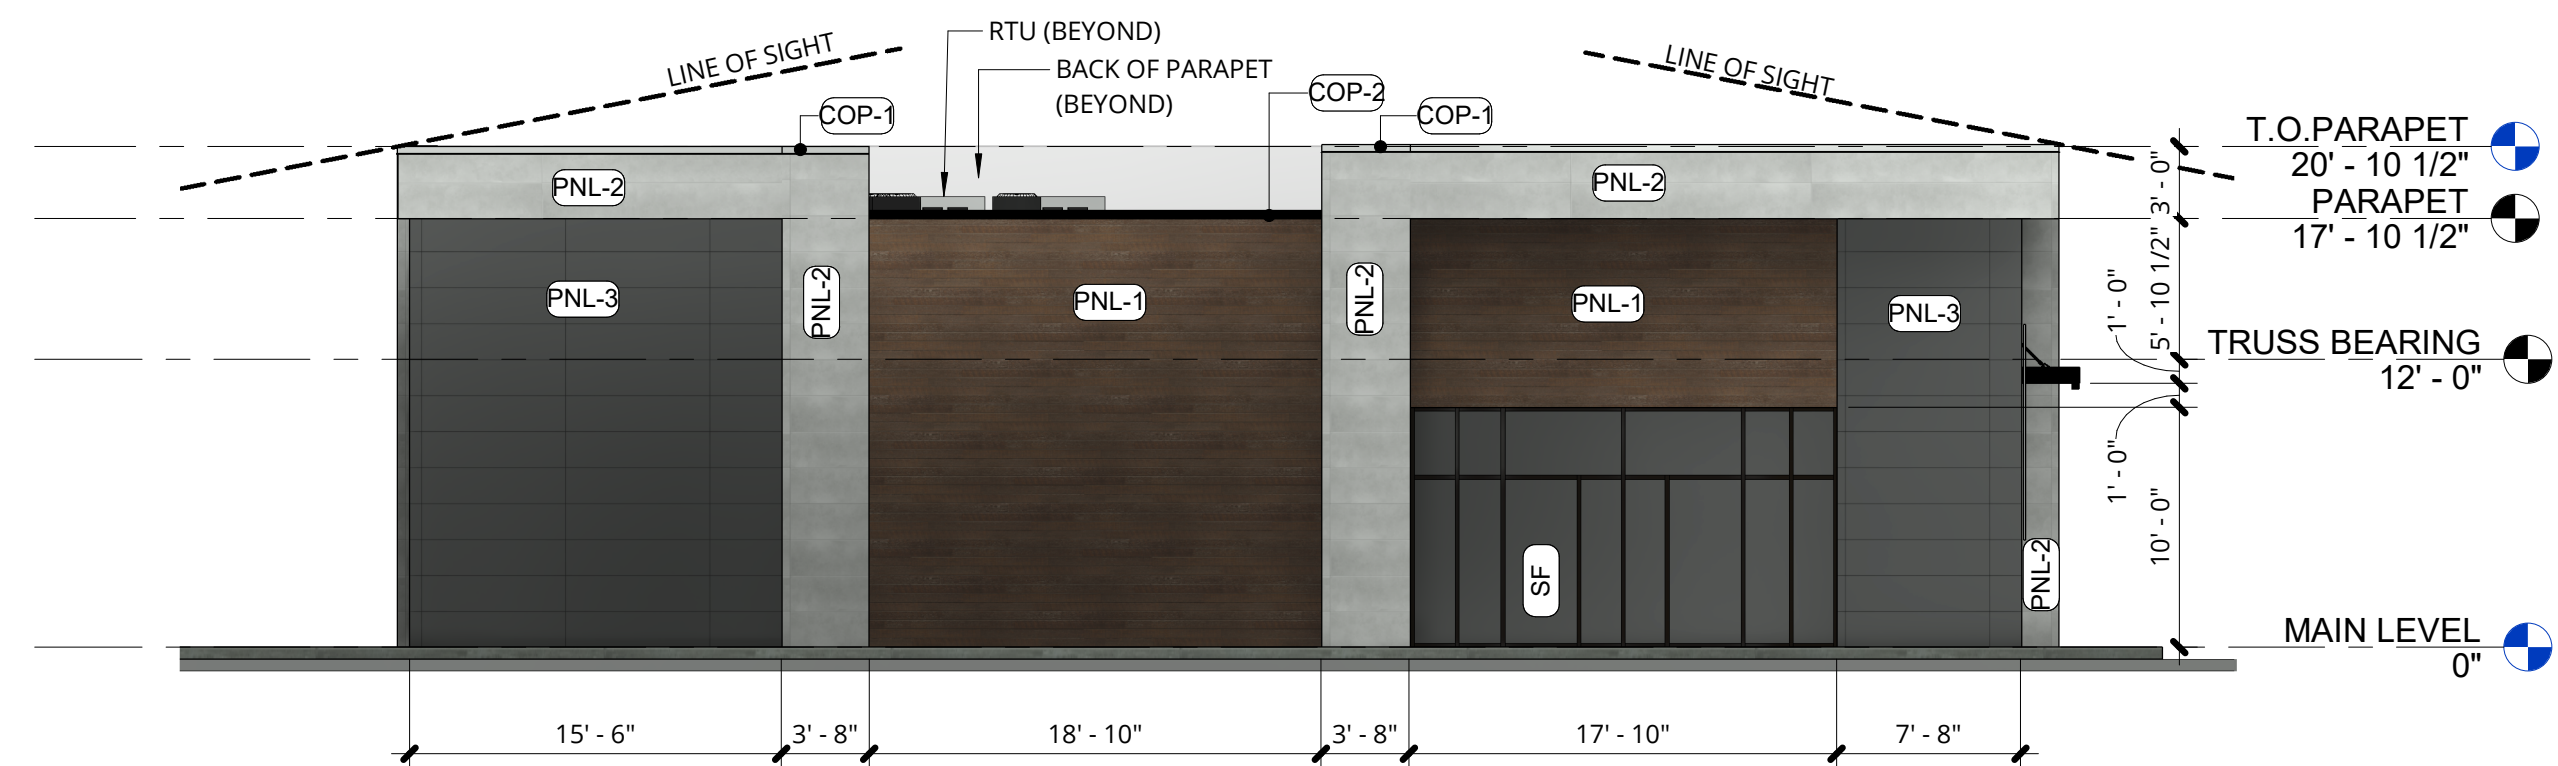 RTU (BEYOND)
LINE OF SIGHT
LINE OF SIGHT
BACK OF PARAPET
(BEYOND)
COP-2
COP-1
COP-1
T.O.PARAPET
20' - 10 1/2"
3' - 0"
PNL-2
PNL-2
PARAPET
17' - 10 1/2"
5' - 10 1/2"
1' - 0"
PNL-3
PNL-2
PNL-1
PNL-2
PNL-1
PNL-3
TRUSS BEARING
12' - 0"
1' - 0"
10' - 0"
SF
PNL-2
MAIN LEVEL
0"
15' - 6"
3' - 8"
18' - 10"
3' - 8"
17' - 10"
7' - 8"